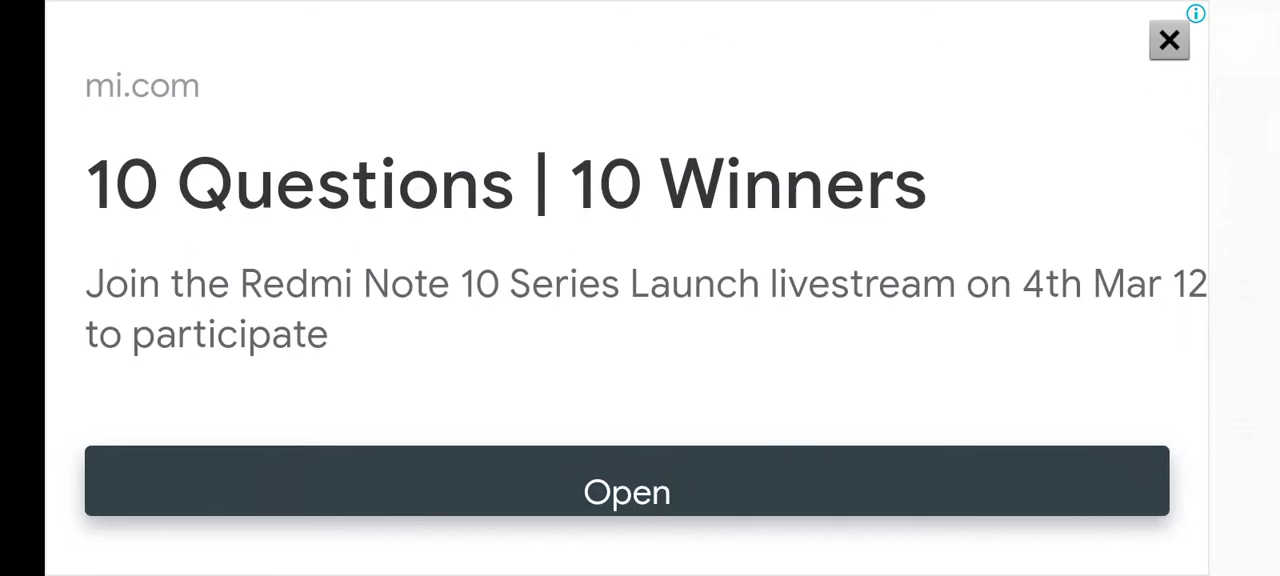 mi.com
10 Questions | 10 Winners
Join the Redmi Note 10 Series Launch livestream on 4th Mar 12
to participate
Open